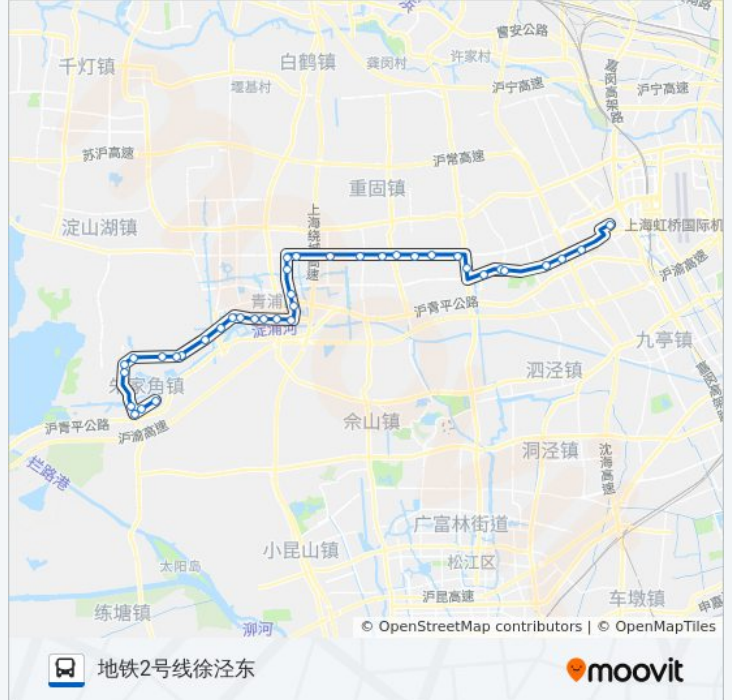 窨安公路
千灯镇
白鹤镇
龚闵村
许家村
堰基村
沪宁高速
沪宁高速
嘉闵高架路
苏沪高速
沪常高速
重固镇
淀山湖镇
上海绕城高速
上海虹桥国际机
沪渝高速
青浦
沪青平公路
淀浦河
九亭镇
朱家角镇
泗泾镇
沪青平公路
沪渝高速
佘山镇
拦路港
洞泾镇
沈海高速
广富林街道
小昆山镇
松江区
太阳岛
沪昆高速
练塘镇
车墩镇
申嘉
泖河
© OpenStreetMap contributors | © OpenMapTiles
地铁2号线徐泾东
moovit